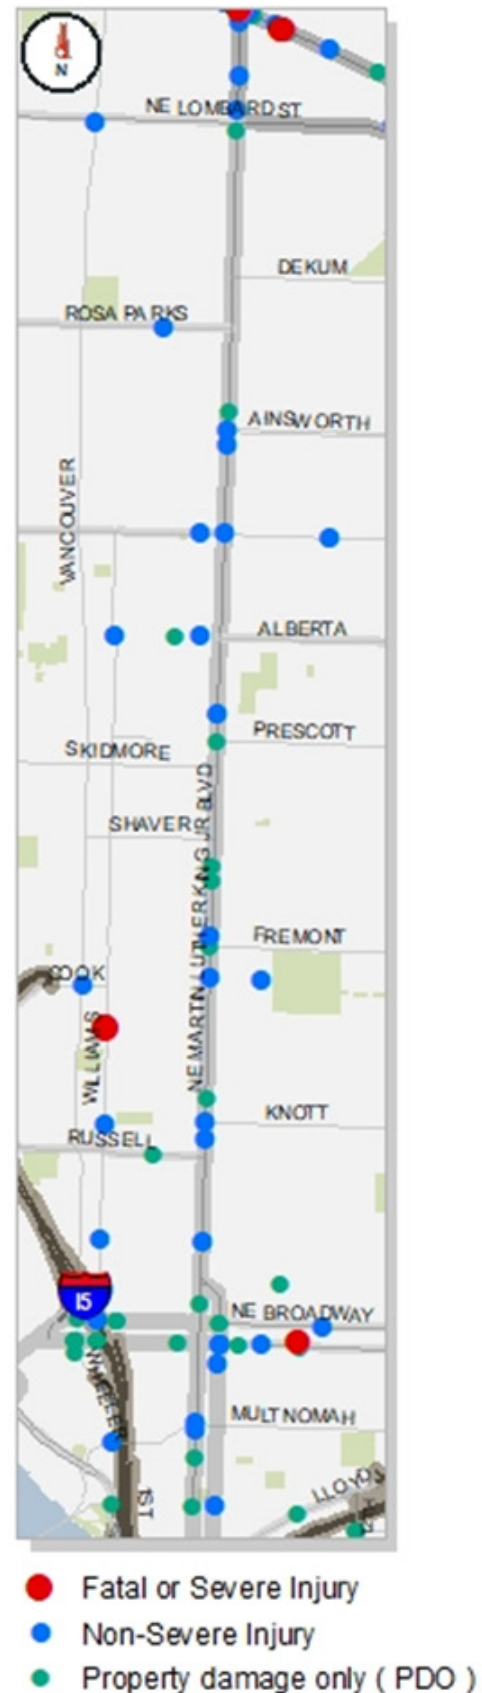 N
NE LOMBARD ST
DEKUM
ROSA PARKS
AINSWORTH
VANCOUVER
ALBERTA
PRESCOTT
SKIDMORE
SHAVER
NE MARTIN LUTHER KING JR BLVD
FREMONT
COOK
WILLIAMS
KNOTT
RUSSELL
I5
NE BROADWAY
WHEELER
MULTNOMAH
LLOYD
1ST
Fatal or Severe Injury
Non-Severe Injury
Property damage only ( PDO )